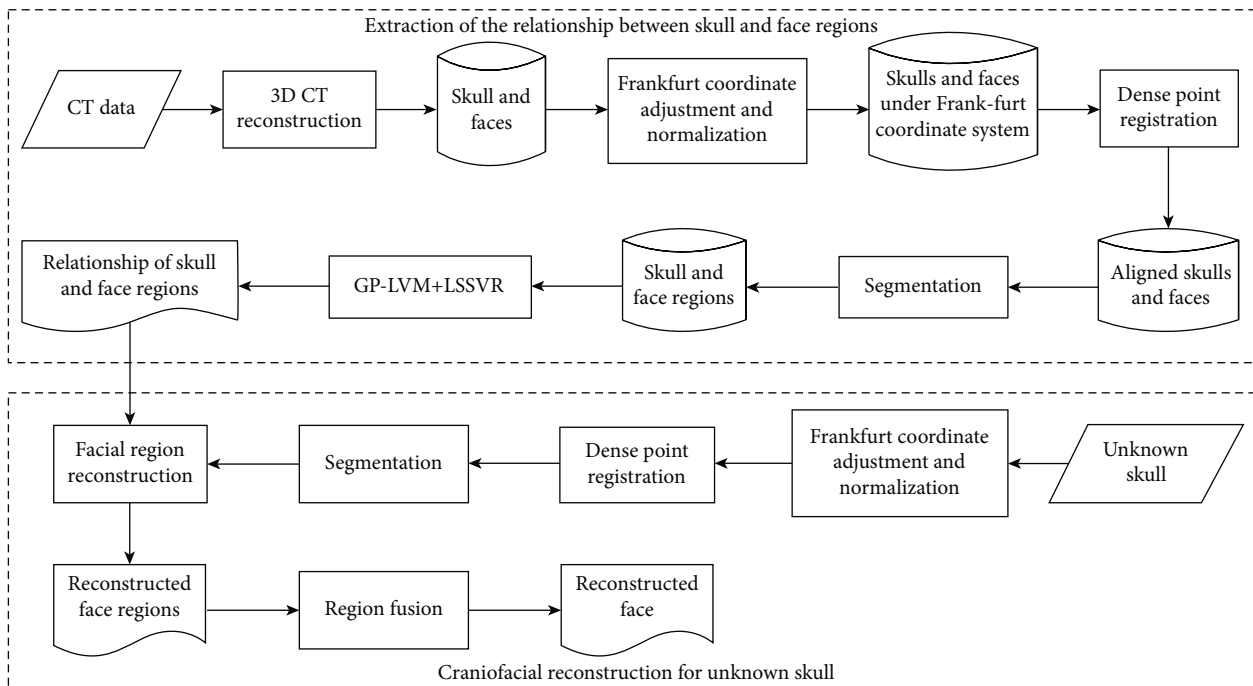 Extraction of the relationship between skull and face regions
CT data
3D CT
reconstruction
Skull and
faces
Frankfurt coordinate
adjustment and
normalization
Skulls and faces
under Frank-furt
coordinate system
Dense point
registration
Aligned skulls
and faces
Segmentation
Skull and
face regions
GP-LVM+LSSVR
Relationship of skull
and face regions
Unknown
skull
Frankfurt coordinate
adjustment and
normalization
Dense point
registration
Segmentation
Facial region
reconstruction
Reconstructed
face regions
Region fusion
Reconstructed
face
Craniofacial reconstruction for unknown skull